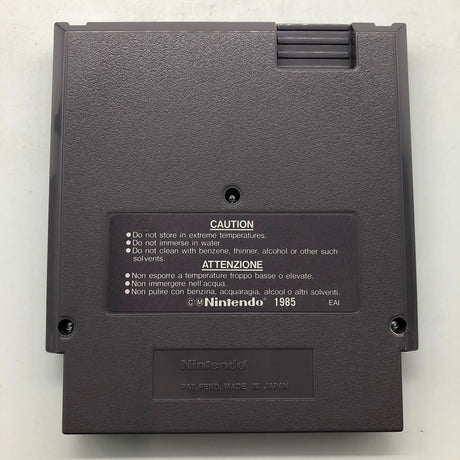 CAUTION
●Do not store in extreme temperatures.
●Do not immerse in water.
●Do not clean with benzene, thinner, alcohol or other such
solvents.
ATTENZIONE
●Non esporre a temperature troppo basse o elevate.
●Non immergere nell'acqua.
●Non pulire con benzina, acquaragia, alcool o altri solventi.
ⒸⓂNintendo® 1985 EAI
Nintendo®
PAT. PEND. MADE IN JAPAN